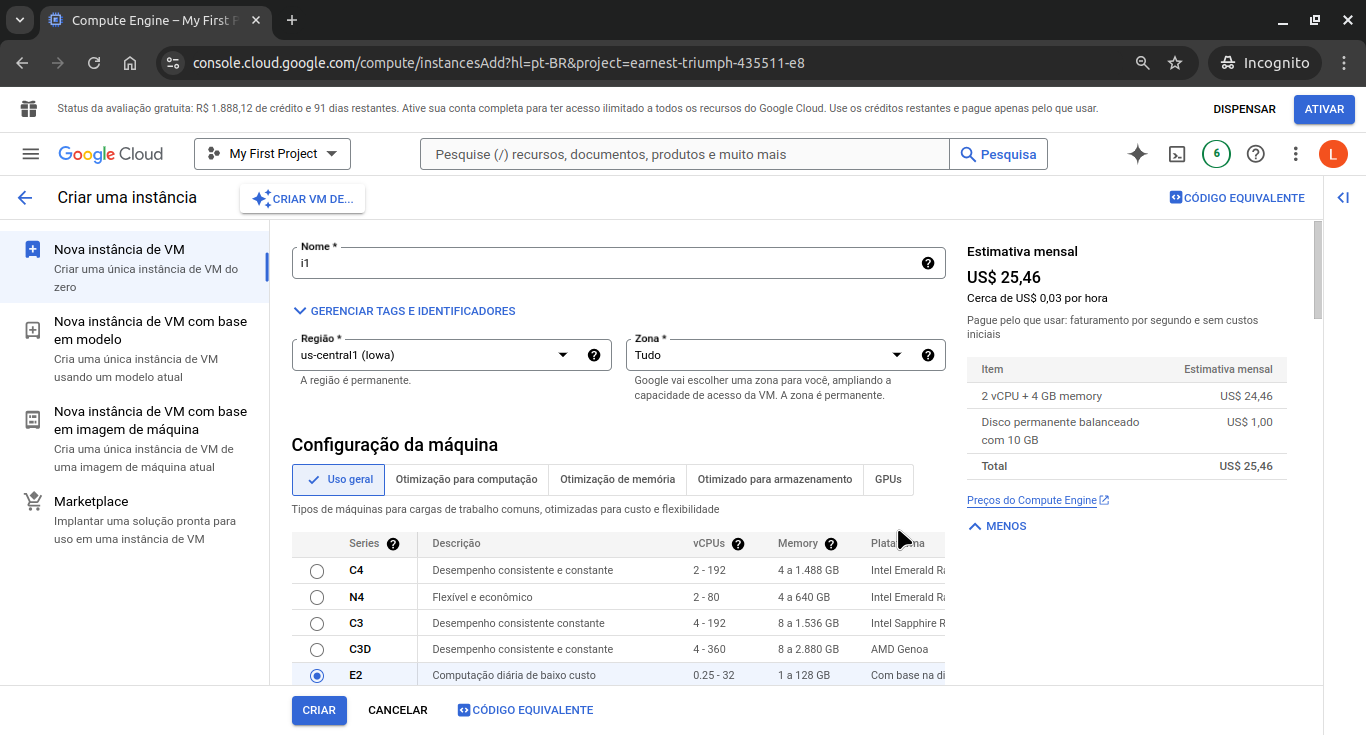 Compute Engine – My First P
console.cloud.google.com/compute/instancesAdd?hl=pt-BR&project=earnest-triumph-435511-e8
Incognito
Status da avaliação gratuita: R$ 1.888,12 de crédito e 91 dias restantes. Ative sua conta completa para ter acesso ilimitado a todos os recursos do Google Cloud. Use os créditos restantes e pague apenas pelo que usar.
DISPENSAR
ATIVAR
Google Cloud
My First Project
Pesquise (/) recursos, documentos, produtos e muito mais
Pesquisa
6
L
Criar uma instância
CRIAR VM DE...
CÓDIGO EQUIVALENTE
Nova instância de VM
Criar uma única instância de VM do
zero
Nova instância de VM com base
em modelo
Cria uma única instância de VM
usando um modelo atual
Nova instância de VM com base
em imagem de máquina
Cria uma única instância de VM de
uma imagem de máquina atual
Marketplace
Implantar uma solução pronta para
uso em uma instância de VM
Nome *
i1
GERENCIAR TAGS E IDENTIFICADORES
Região *
us-central1 (Iowa)
A região é permanente.
Zona *
Tudo
Google vai escolher uma zona para você, ampliando a
capacidade de acesso da VM. A zona é permanente.
Configuração da máquina
Uso geral
Otimização para computação
Otimização de memória
Otimizado para armazenamento
GPUs
Tipos de máquinas para cargas de trabalho comuns, otimizadas para custo e flexibilidade
Series Descrição vCPUs Memory
C4 Desempenho consistente e constante 2 - 192 4 a 1.488 GB Intel Emerald Ra
N4 Flexível e econômico 2 - 80 4 a 640 GB Intel Emerald Ra
C3 Desempenho consistente constante 4 - 192 8 a 1.536 GB Intel Sapphire R
C3D Desempenho consistente e constante 4 - 360 8 a 2.880 GB AMD Genoa
E2 Computação diária de baixo custo 0.25 - 32 1 a 128 GB Com base na di
Estimativa mensal
US$ 25,46
Cerca de US$ 0,03 por hora
Pague pelo que usar: faturamento por segundo e sem custos
iniciais
Item Estimativa mensal
2 vCPU + 4 GB memory US$ 24,46
Disco permanente balanceado US$ 1,00
com 10 GB
Total US$ 25,46
Preços do Compute Engine
MENOS
CRIAR
CANCELAR
CÓDIGO EQUIVALENTE